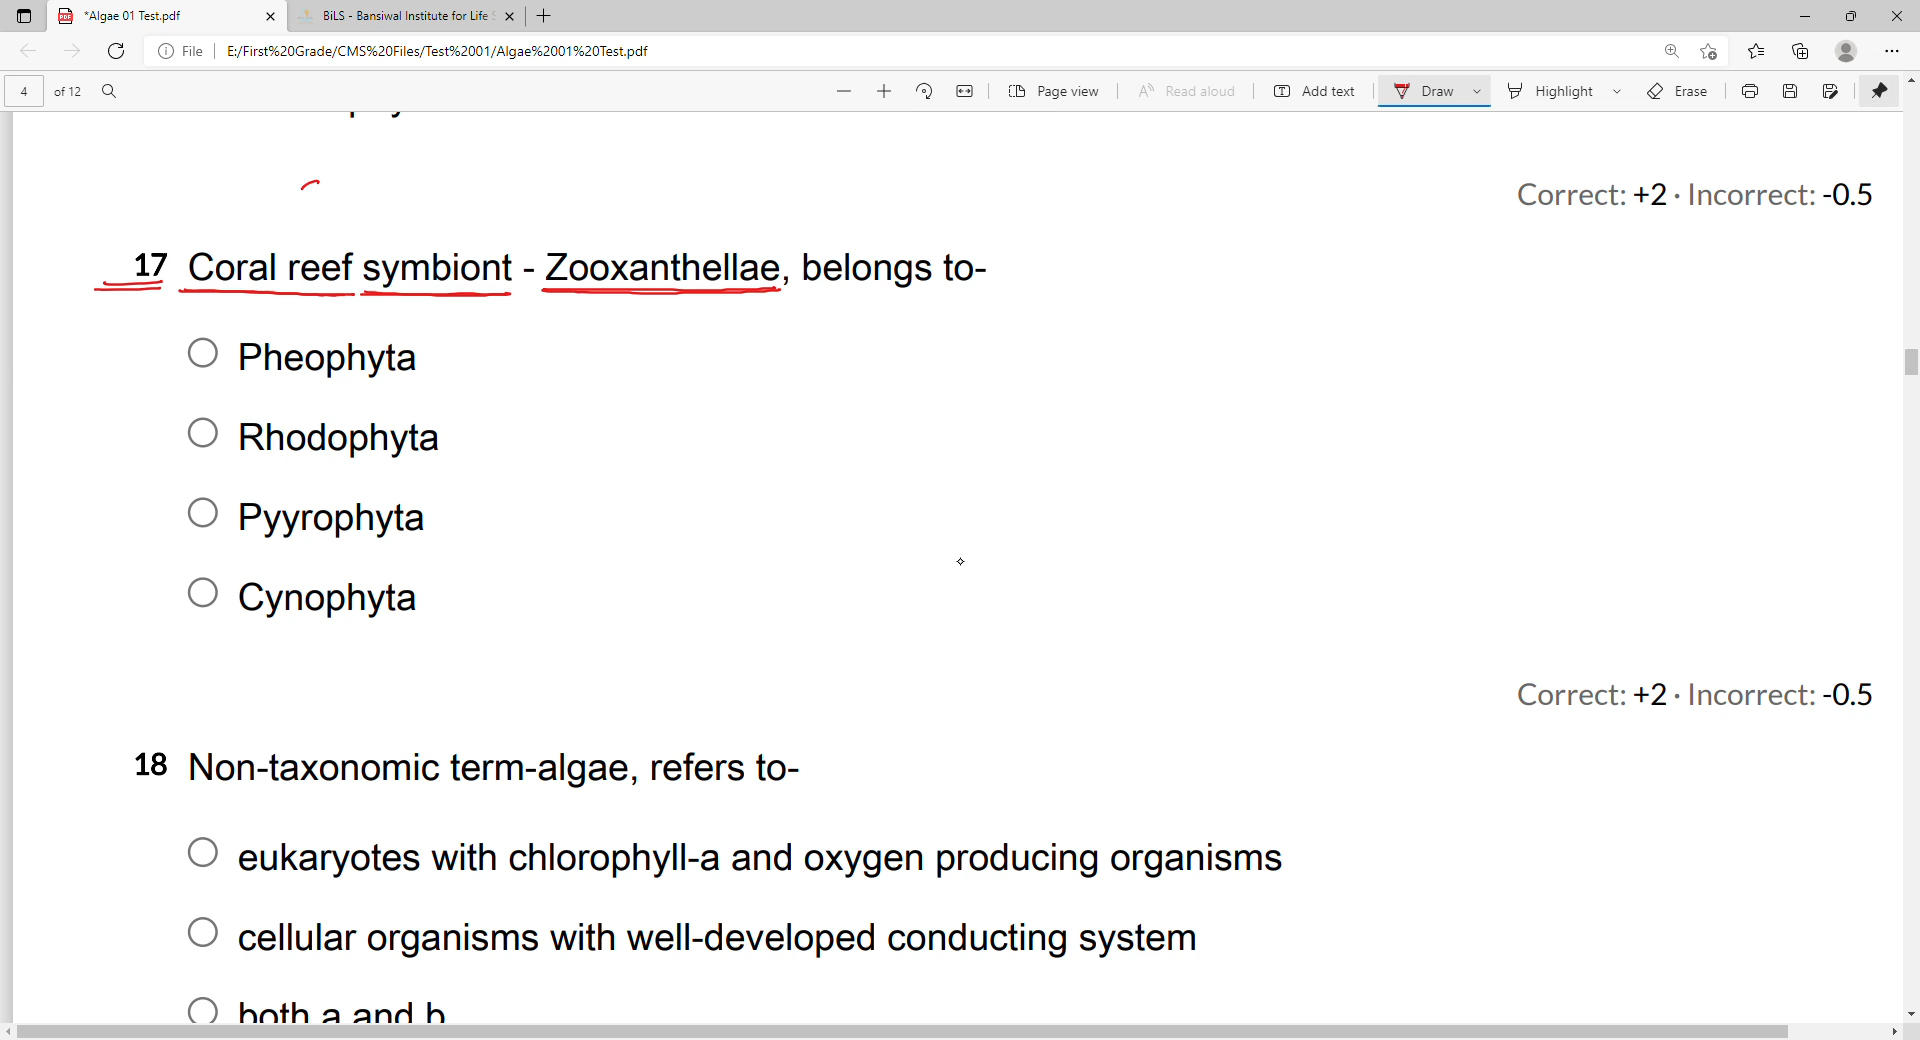 *Algae 01 Test.pdf
BiLS - Bansiwal Institute for Life S
File
E:/First%20Grade/CMS%20Files/Test%2001/Algae%2001%20Test.pdf
4 of 12
Page view
Read aloud
Add text
Draw
Highlight
Erase
Correct: +2 · Incorrect: -0.5
17 Coral reef symbiont - Zooxanthellae, belongs to-
Pheophyta
Rhodophyta
Pyyrophyta
Cynophyta
Correct: +2 · Incorrect: -0.5
18 Non-taxonomic term-algae, refers to-
eukaryotes with chlorophyll-a and oxygen producing organisms
cellular organisms with well-developed conducting system
both a and b